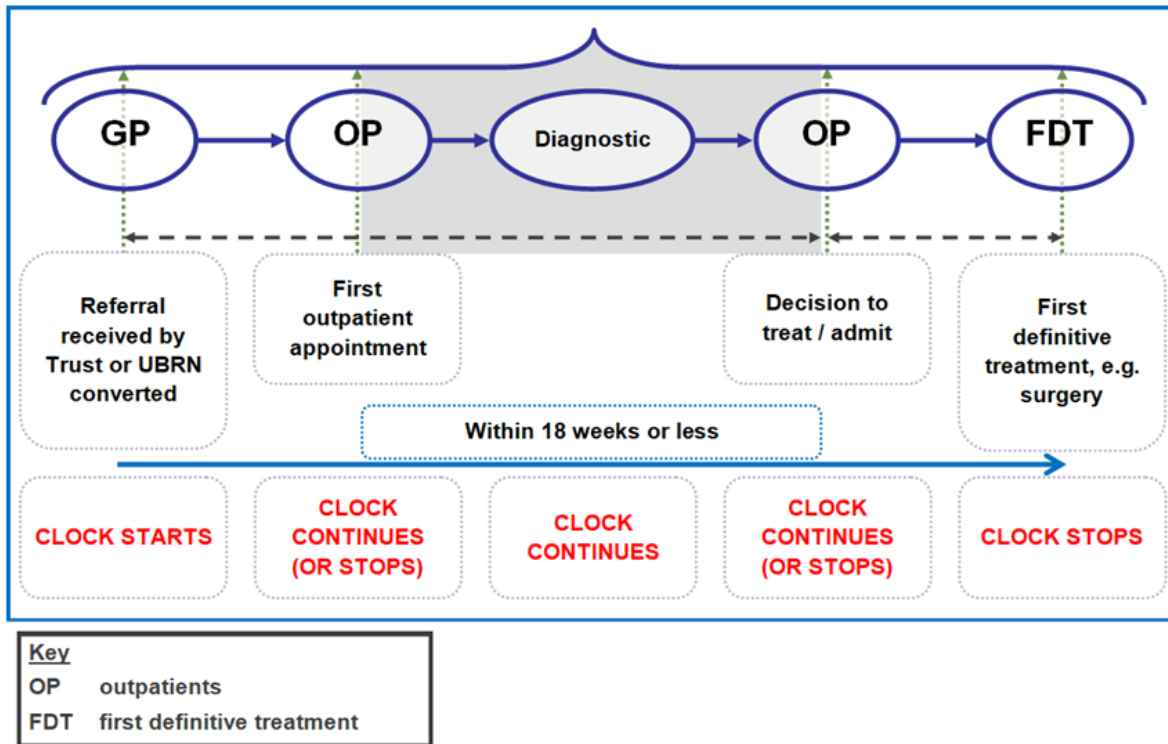 GP
OP
Diagnostic
OP
FDT
Referral
received by
Trust or UBRN
converted
First
outpatient
appointment
Decision to
treat / admit
First
definitive
treatment, e.g.
surgery
Within 18 weeks or less
CLOCK STARTS
CLOCK
CONTINUES
(OR STOPS)
CLOCK
CONTINUES
CLOCK
CONTINUES
(OR STOPS)
CLOCK STOPS
Key
OP outpatients
FDT first definitive treatment